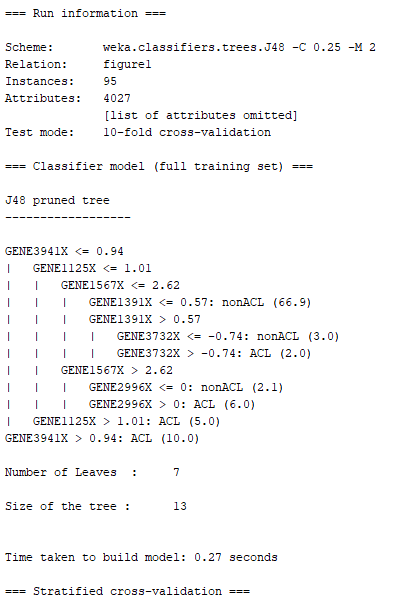 === Run information ===
Scheme: weka.classifiers.trees.J48 -C 0.25 -M 2
Relation: figure1
Instances: 95
Attributes: 4027
[list of attributes omitted]
Test mode: 10-fold cross-validation
=== Classifier model (full training set) ===
J48 pruned tree
------------------
GENE3941X <= 0.94
| GENE1125X <= 1.01
| | GENE1567X <= 2.62
| | | GENE1391X <= 0.57: nonACL (66.9)
| | | GENE1391X > 0.57
| | | | GENE3732X <= -0.74: nonACL (3.0)
| | | | GENE3732X > -0.74: ACL (2.0)
| | GENE1567X > 2.62
| | | GENE2996X <= 0: nonACL (2.1)
| | | GENE2996X > 0: ACL (6.0)
| GENE1125X > 1.01: ACL (5.0)
GENE3941X > 0.94: ACL (10.0)
Number of Leaves : 7
Size of the tree : 13
Time taken to build model: 0.27 seconds
=== Stratified cross-validation ===